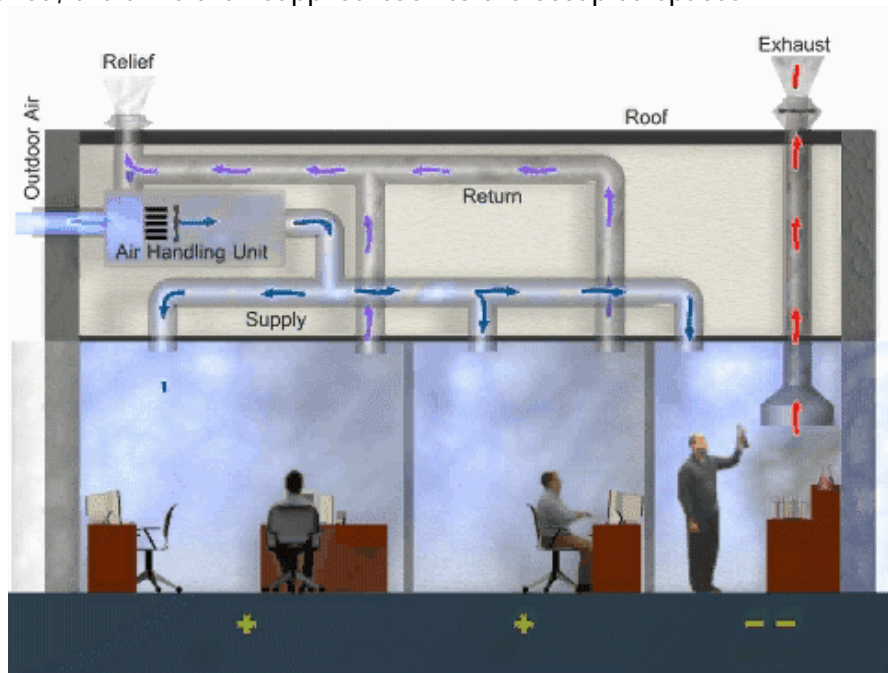 Relief
Exhaust
Outdoor Air
Roof
Return
Air Handling Unit
Supply
+
+
− −